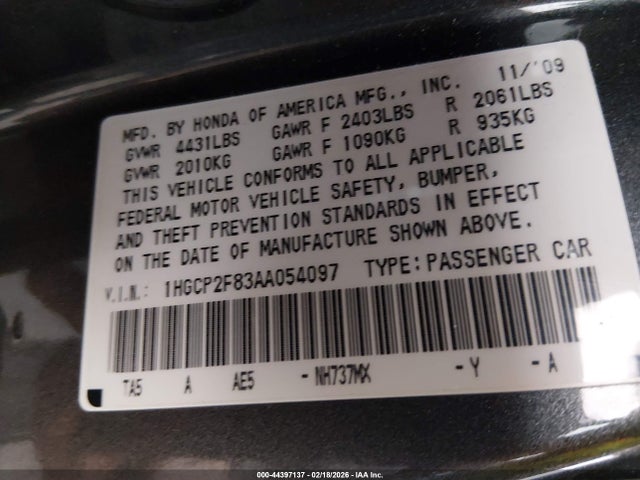 MFD. BY HONDA OF AMERICA MFG., INC. 11/'09
GVWR 4431LBS GAWR F 2403LBS R 2061LBS
GVWR 2010KG GAWR F 1090KG R 935KG
THIS VEHICLE CONFORMS TO ALL APPLICABLE
FEDERAL MOTOR VEHICLE SAFETY, BUMPER,
AND THEFT PREVENTION STANDARDS IN EFFECT
ON THE DATE OF MANUFACTURE SHOWN ABOVE.
V.I.N.: 1HGCP2F83AA054097 TYPE:PASSENGER CAR
TA5 A AE5 -NH737MX -Y -A
000-44397137 - 02/18/2026 - IAA Inc.